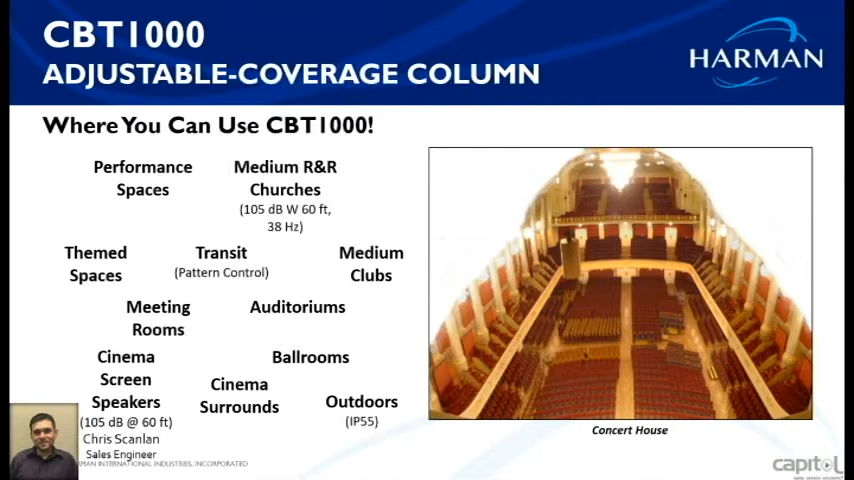 CBT1000
ADJUSTABLE-COVERAGE COLUMN
HARMAN
Where You Can Use CBT1000!
Performance
Spaces
Medium R&R
Churches
(105 dB W 60 ft,
38 Hz)
Themed
Spaces
Transit
(Pattern Control)
Medium
Clubs
Meeting
Rooms
Auditoriums
Cinema
Screen
Speakers
(105 dB @ 60 ft)
Ballrooms
Cinema
Surrounds
Outdoors
(IP55)
Concert House
Chris Scanlan
Sales Engineer
RMAN INTERNATIONAL INDUSTRIES, INCORPORATED
capitol